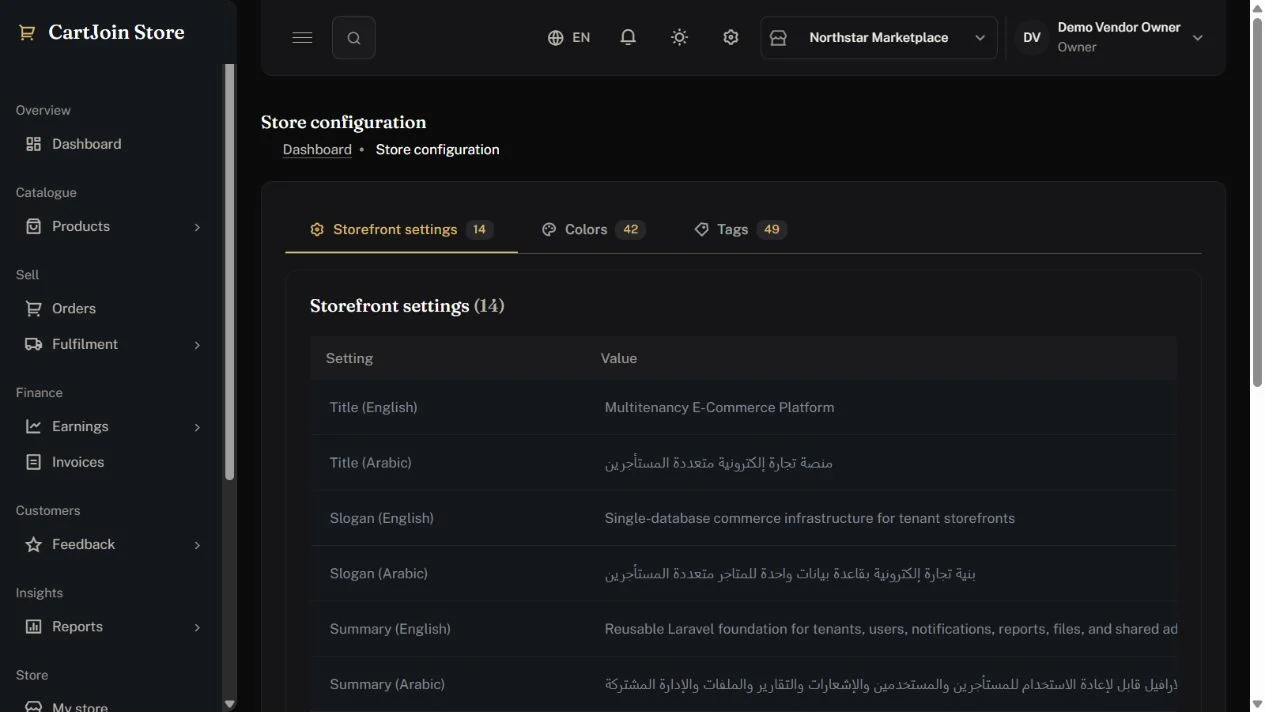 CartJoin Store
EN
Northstar Marketplace
DV
Demo Vendor Owner
Owner
Overview
Dashboard
Catalogue
Products
Sell
Orders
Fulfilment
Finance
Earnings
Invoices
Customers
Feedback
Insights
Reports
Store
My store
Store configuration
Dashboard • Store configuration
Storefront settings 14
Colors 42
Tags 49
Storefront settings (14)
Setting Value
Title (English) Multitenancy E-Commerce Platform
Title (Arabic) منصة تجارة إلكترونية متعددة المستأجرين
Slogan (English) Single-database commerce infrastructure for tenant storefronts
Slogan (Arabic) بنية تجارة إلكترونية بقاعدة بيانات واحدة للمتاجر متعددة المستأجرين
Summary (English) Reusable Laravel foundation for tenants, users, notifications, reports, files, and shared ad
Summary (Arabic) لارافيل قابل لإعادة الاستخدام للمستأجرين والمستخدمين والإشعارات والتقارير والملفات والإدارة المشتركة